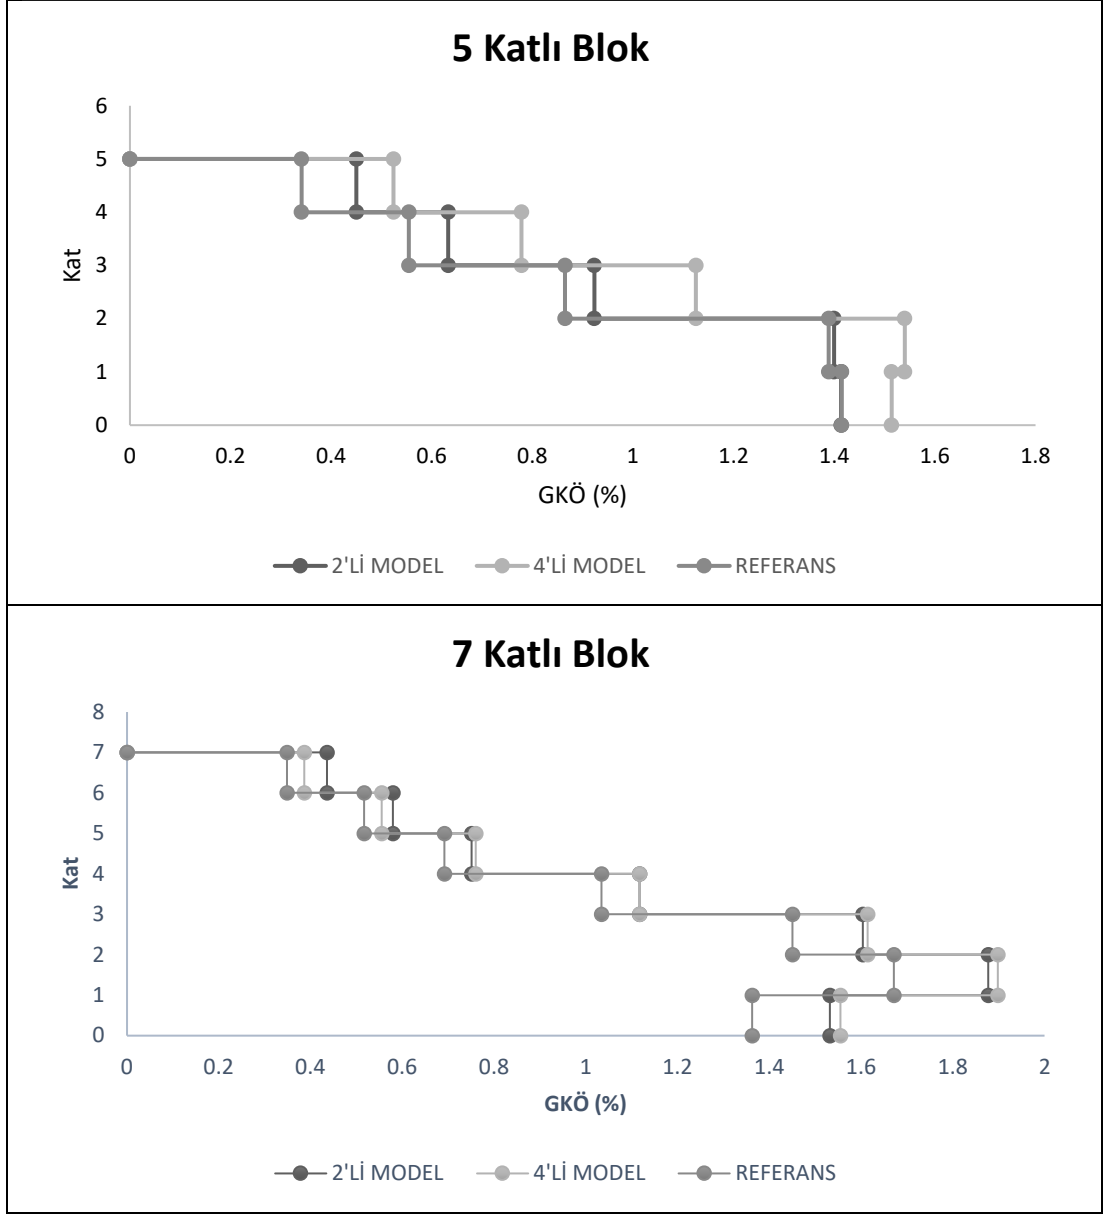 5 Katlı Blok
6
5
4
3
2
1
0
Kat
0 0.2 0.4 0.6 0.8 1 1.2 1.4 1.6 1.8
GKÖ (%)
2'Lİ MODEL 4'Lİ MODEL REFERANS
7 Katlı Blok
8
7
6
5
4
3
2
1
0
Kat
0 0.2 0.4 0.6 0.8 1 1.2 1.4 1.6 1.8 2
GKÖ (%)
2'Lİ MODEL 4'Lİ MODEL REFERANS